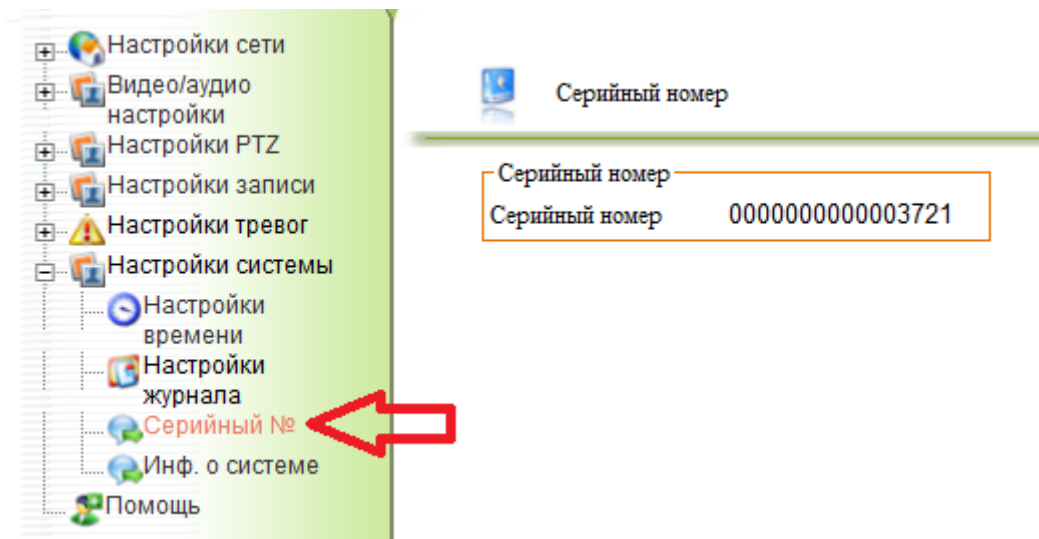 Настройки сети
Видео/аудио
настройки
Настройки PTZ
Настройки записи
Настройки тревог
Настройки системы
Настройки
времени
Настройки
журнала
Серийный №
Инф. о системе
Помощь
Серийный номер
Серийный номер
Серийный номер 0000000000003721